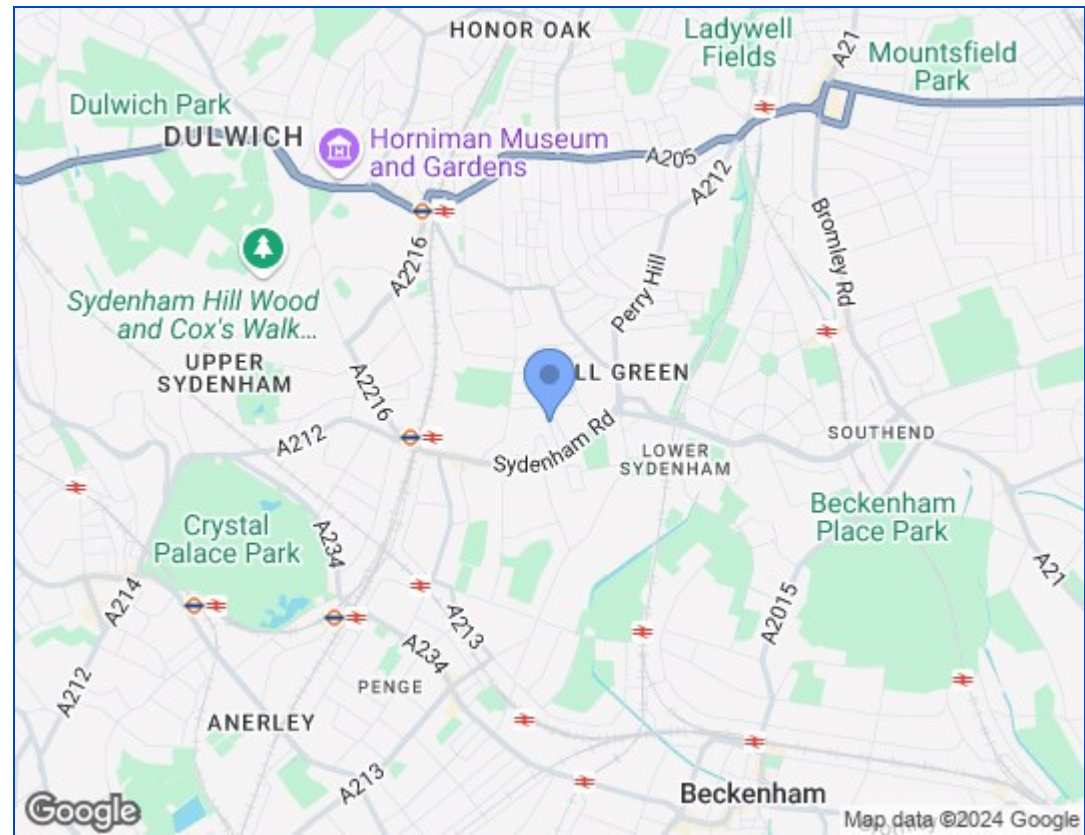 HONOR OAK
Ladywell
Fields
A21
Mountsfield
Park
Dulwich Park
DULWICH
Horniman Museum
and Gardens
A205
A212
A2216
Bromley Rd
Perry Hill
Sydenham Hill Wood
and Cox's Walk...
UPPER
SYDENHAM
A2216
LL GREEN
A212
Sydenham Rd
LOWER
SYDENHAM
SOUTHEND
Crystal
Palace Park
A234
Beckenham
Place Park
A21
A214
A213
A2015
A234
A212
PENGE
ANERLEY
A213
Beckenham
Google
Map data ©2024 Google